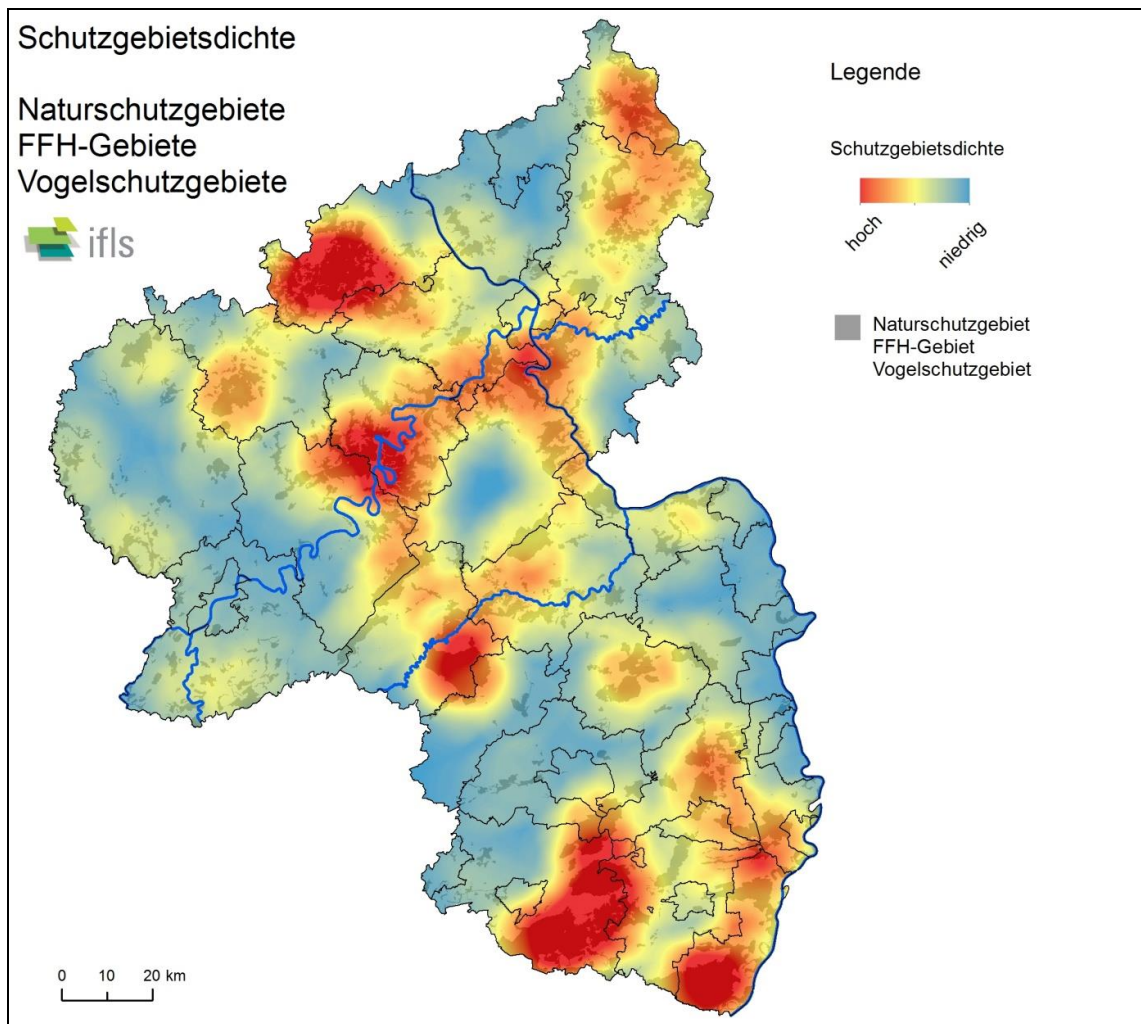 Schutzgebietsdichte
Naturschutzgebiete
FFH-Gebiete
Vogelschutzgebiete
ifls
Legende
Schutzgebietsdichte
hoch
niedrig
Naturschutzgebiet
FFH-Gebiet
Vogelschutzgebiet
0 10 20 km